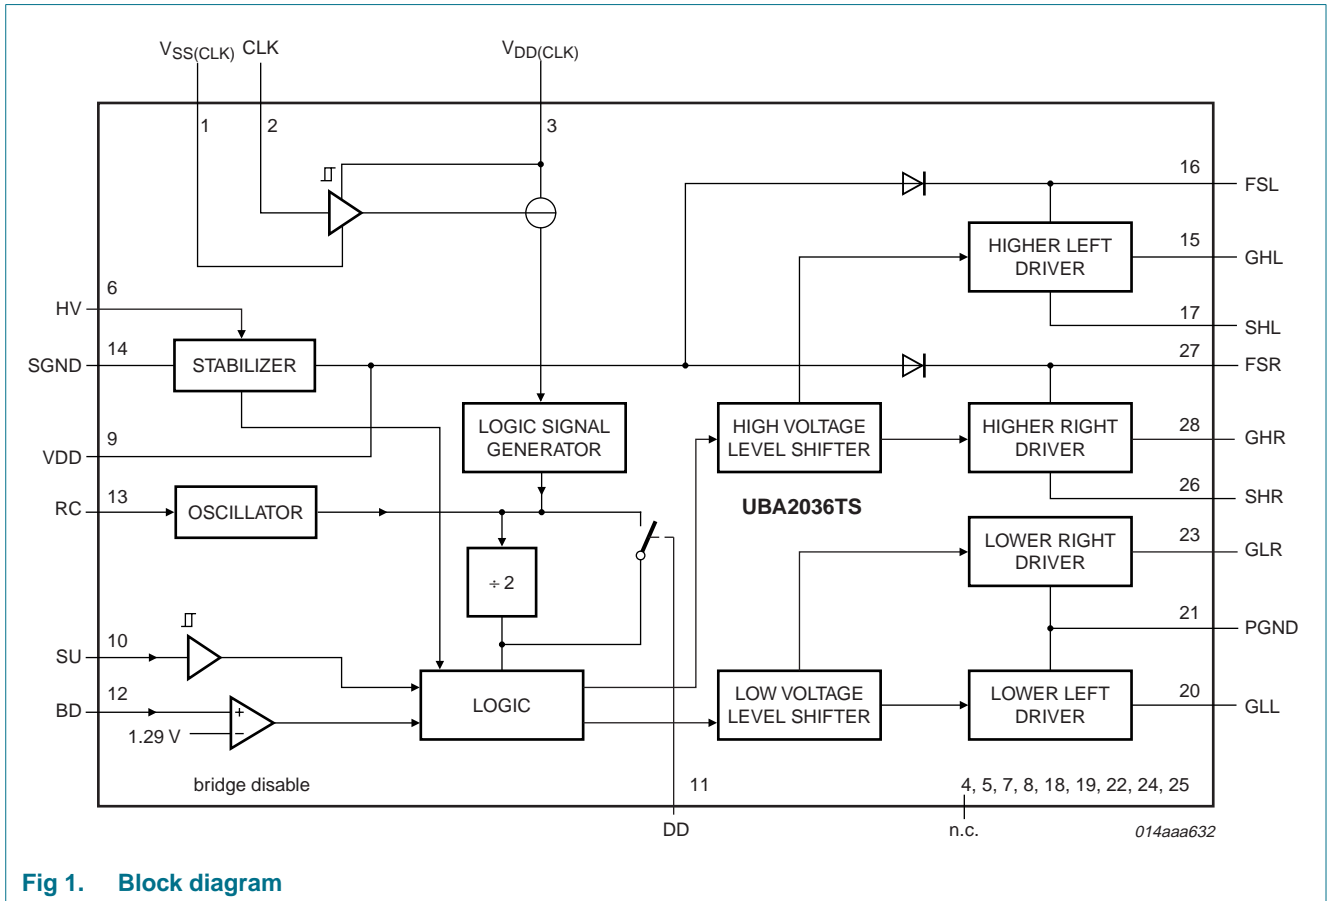 VSS(CLK) CLK VDD(CLK)
1 2 3
16 FSL
HIGHER LEFT
DRIVER
15 GHL
17 SHL
6
HV
14
SGND
STABILIZER
27 FSR
9
VDD
LOGIC SIGNAL
GENERATOR
HIGH VOLTAGE
LEVEL SHIFTER
HIGHER RIGHT
DRIVER
28 GHR
26 SHR
13
RC
OSCILLATOR
UBA2036TS
÷ 2
LOWER RIGHT
DRIVER
23 GLR
21 PGND
10
SU
12
BD
+
−
1.29 V
LOGIC
LOW VOLTAGE
LEVEL SHIFTER
LOWER LEFT
DRIVER
20 GLL
bridge disable
11
4, 5, 7, 8, 18, 19, 22, 24, 25
DD
n.c.
014aaa632
Fig 1. Block diagram